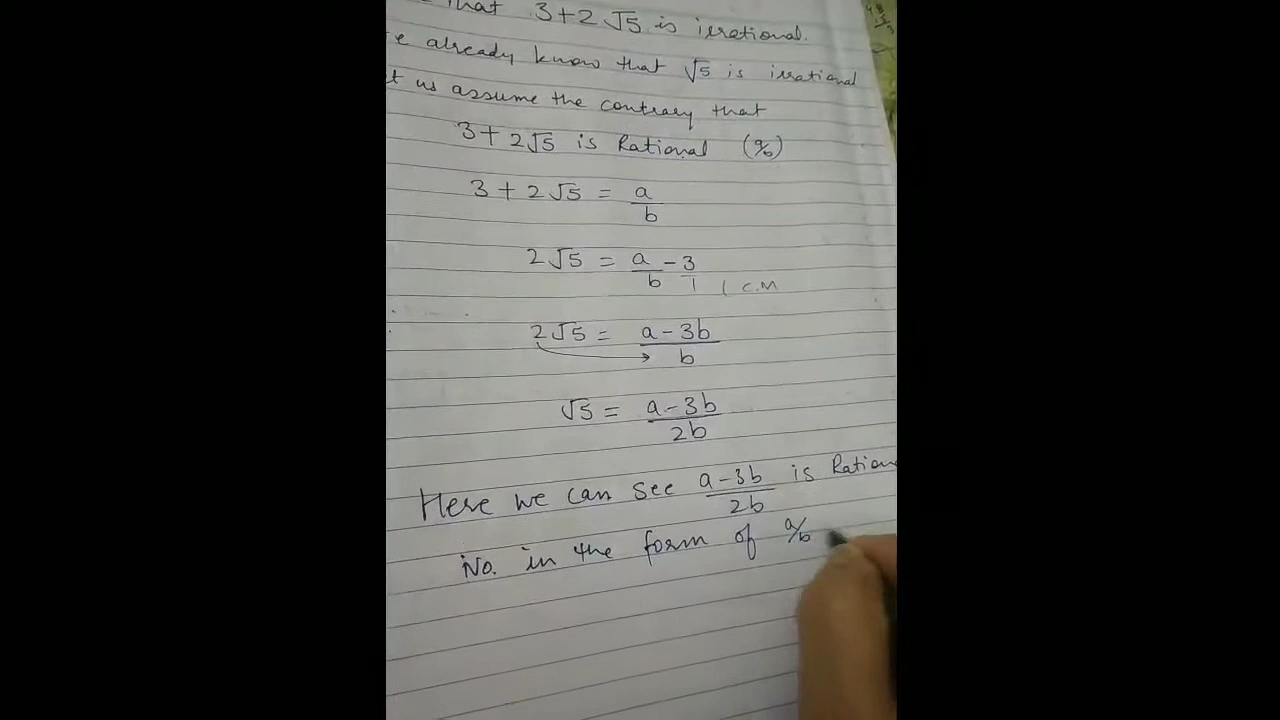 that 3+2√5 is irrational.
already know that √5 is irrational
us assume the contrary that
3+2√5 is Rational (a/b)
3+2√5 = a/b
2√5 = a/b - 3/1 LCM
2√5 = a-3b/b
√5 = a-3b/2b
Here we can see a-3b/2b is Ration
No. in the form of a/b